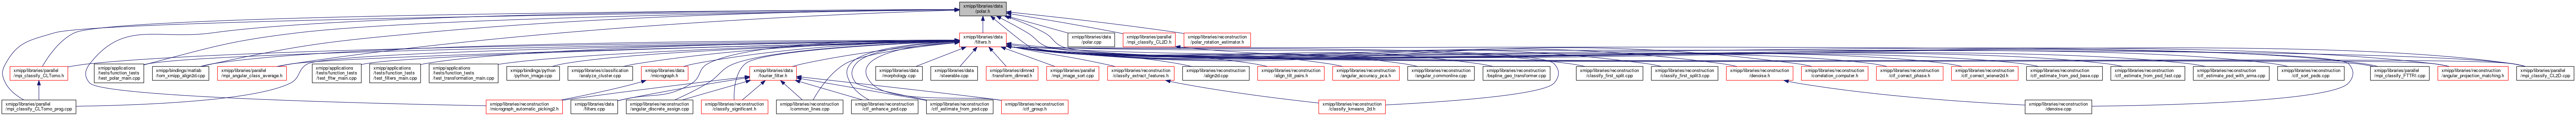 xmipp/libraries/data
/polar.h
xmipp/libraries/data
/filters.h
xmipp/libraries/data
/polar.cpp
xmipp/libraries/parallel
/mpi_classify_CL2D.h
xmipp/libraries/reconstruction
/polar_rotation_estimator.h
xmipp/libraries/parallel
/mpi_classify_CLTomo.h
xmipp/applications
/tests/function_tests
/test_polar_main.cpp
xmipp/bindings/matlab
/tom_xmipp_align2d.cpp
xmipp/libraries/parallel
/mpi_angular_class_average.h
xmipp/applications
/tests/function_tests
/test_fftw_main.cpp
xmipp/applications
/tests/function_tests
/test_filters_main.cpp
xmipp/applications
/tests/function_tests
/test_transformation_main.cpp
xmipp/bindings/python
/python_image.cpp
xmipp/libraries/classification
/analyze_cluster.cpp
xmipp/libraries/data
/micrograph.h
xmipp/libraries/data
/fourier_filter.h
xmipp/libraries/data
/morphology.cpp
xmipp/libraries/data
/steerable.cpp
xmipp/libraries/dimred
/transform_dimred.h
xmipp/libraries/parallel
/mpi_image_sort.cpp
xmipp/libraries/reconstruction
/classify_extract_features.h
xmipp/libraries/reconstruction
/align2d.cpp
xmipp/libraries/reconstruction
/align_tilt_pairs.h
xmipp/libraries/reconstruction
/angular_accuracy_pca.h
xmipp/libraries/reconstruction
/angular_commonline.cpp
xmipp/libraries/reconstruction
/bspline_geo_transformer.cpp
xmipp/libraries/reconstruction
/classify_first_split.cpp
xmipp/libraries/reconstruction
/classify_first_split3.cpp
xmipp/libraries/reconstruction
/denoise.h
xmipp/libraries/reconstruction
/correlation_computer.h
xmipp/libraries/reconstruction
/ctf_correct_phase.h
xmipp/libraries/reconstruction
/ctf_correct_wiener2d.h
xmipp/libraries/reconstruction
/ctf_estimate_from_psd_base.cpp
xmipp/libraries/reconstruction
/ctf_estimate_from_psd_fast.cpp
xmipp/libraries/reconstruction
/ctf_estimate_psd_with_arma.cpp
xmipp/libraries/reconstruction
/ctf_sort_psds.cpp
xmipp/libraries/parallel
/mpi_classify_FTTRI.cpp
xmipp/libraries/reconstruction
/angular_projection_matching.h
xmipp/libraries/parallel
/mpi_classify_CL2D.cpp
xmipp/libraries/parallel
/mpi_classify_CLTomo_prog.cpp
xmipp/libraries/reconstruction
/micrograph_automatic_picking2.h
xmipp/libraries/data
/filters.cpp
xmipp/libraries/reconstruction
/angular_discrete_assign.cpp
xmipp/libraries/reconstruction
/classify_significant.h
xmipp/libraries/reconstruction
/common_lines.cpp
xmipp/libraries/reconstruction
/ctf_enhance_psd.cpp
xmipp/libraries/reconstruction
/ctf_estimate_from_psd.cpp
xmipp/libraries/reconstruction
/ctf_group.h
xmipp/libraries/reconstruction
/classify_kmeans_2d.h
xmipp/libraries/reconstruction
/denoise.cpp